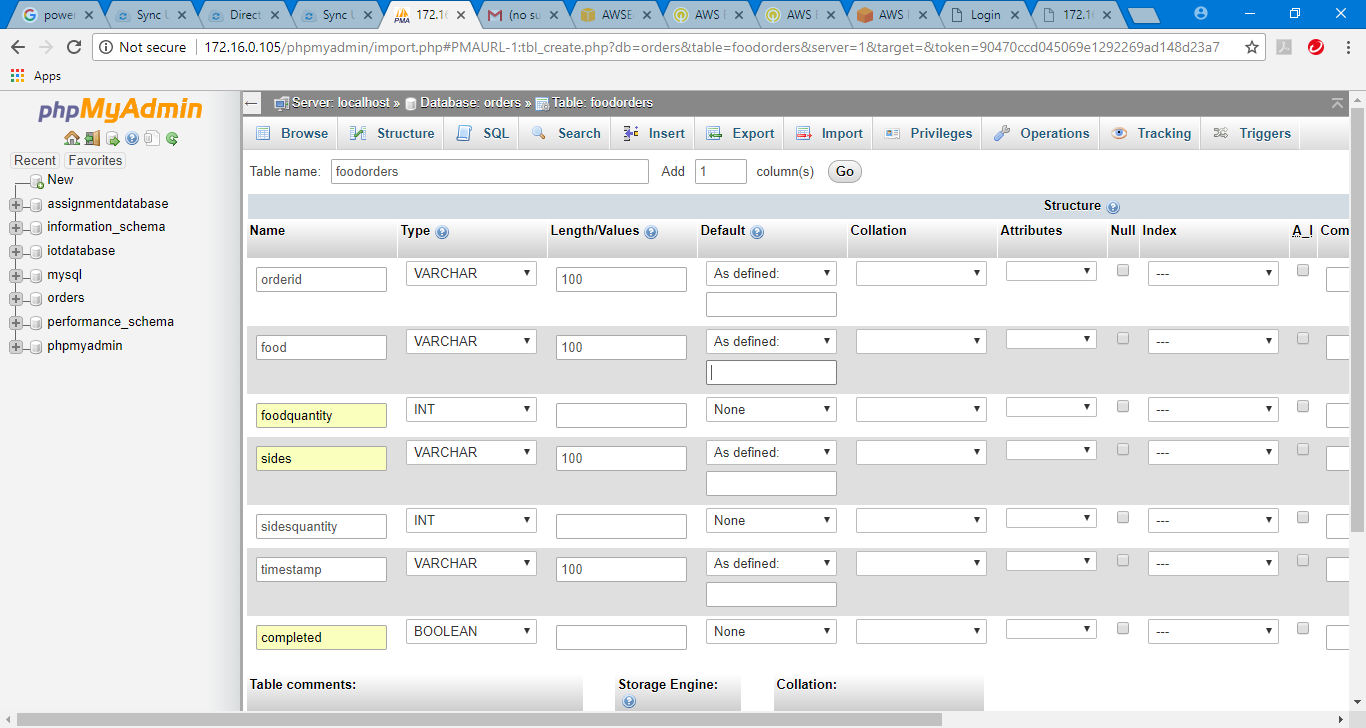 power
Sync U
Direct
Sync U
172.16
(no su
AWSE
AWS E
AWS E
AWS I
Login
172.16
Not secure 172.16.0.105/phpmyadmin/import.php#PMAURL-1:tbl_create.php?db=orders&table=foodorders&server=1&target=&token=90470ccd045069e1292269ad148d23a7
Apps
phpMyAdmin
Recent Favorites
New
assignmentdatabase
information_schema
iotdatabase
mysql
orders
performance_schema
phpmyadmin
Server: localhost » Database: orders » Table: foodorders
Browse Structure SQL Search Insert Export Import Privileges Operations Tracking Triggers
Table name: foodorders Add 1 column(s) Go
Structure
Name Type Length/Values Default Collation Attributes Null Index A_I Com
orderid VARCHAR 100 As defined: ---
food VARCHAR 100 As defined: ---
foodquantity INT None ---
sides VARCHAR 100 As defined: ---
sidesquantity INT None ---
timestamp VARCHAR 100 As defined: ---
completed BOOLEAN None ---
Table comments: Storage Engine: Collation: